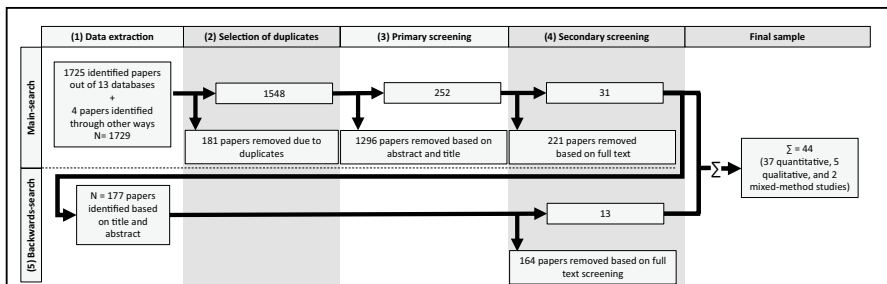 (1) Data extraction
(2) Selection of duplicates
(3) Primary screening
(4) Secondary screening
Final sample
Main-search
1725 identified papers
out of 13 databases
+
4 papers identified
through other ways
N= 1729
1548
252
31
181 papers removed due to
duplicates
1296 papers removed based on
abstract and title
221 papers removed
based on full text
Σ
Σ = 44
(37 quantitative, 5
qualitative, and 2
mixed-method studies)
(5) Backwards-search
N = 177 papers
identified based
on title and
abstract
13
164 papers removed based on full
text screening